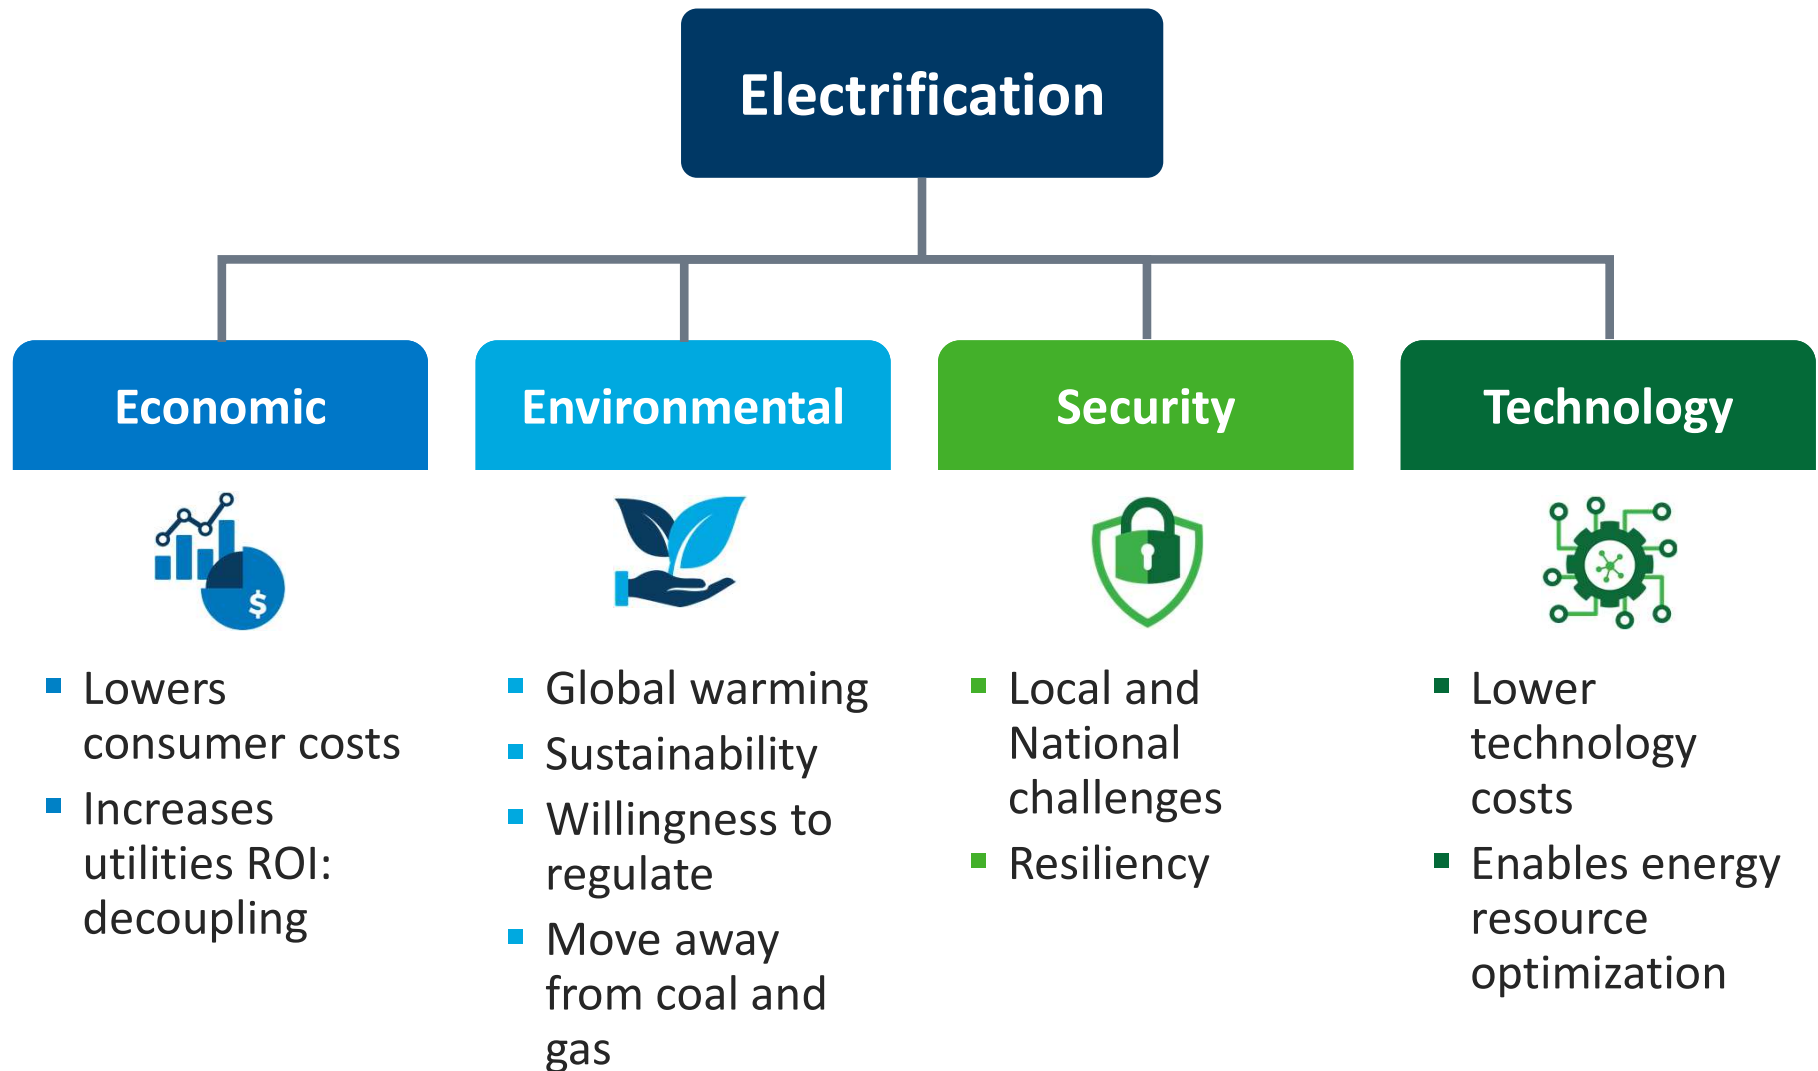 Electrification
Economic
Environmental
Security
Technology
$
Lowers
consumer costs
Increases
utilities ROI:
decoupling
Global warming
Sustainability
Willingness to
regulate
Move away
from coal and
gas
Local and
National
challenges
Resiliency
Lower
technology
costs
Enables energy
resource
optimization